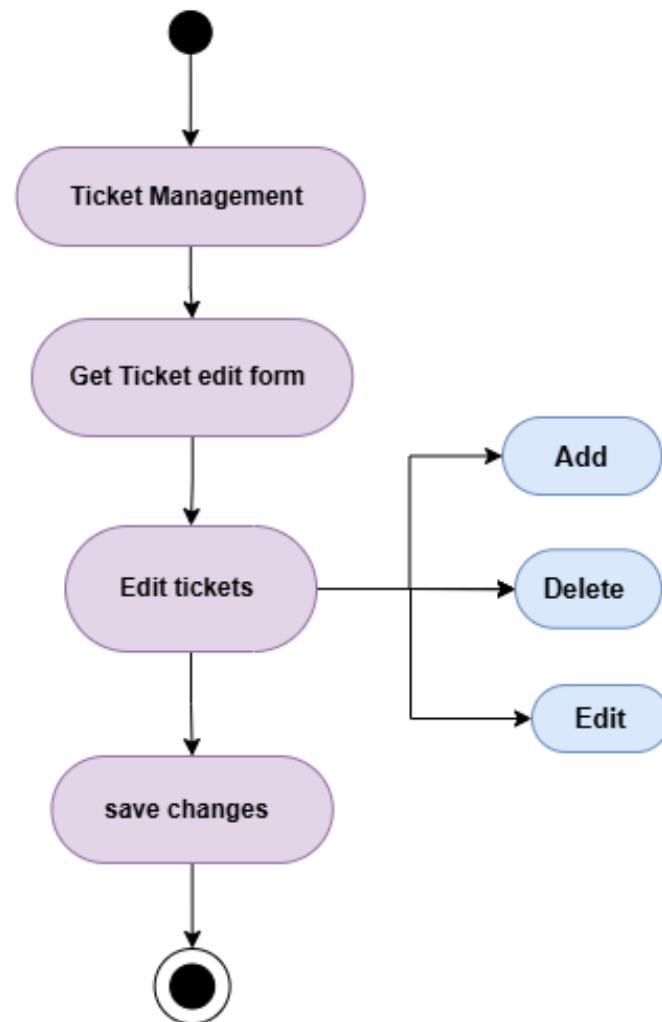 Ticket Management
Get Ticket edit form
Add
Edit tickets
Delete
Edit
save changes